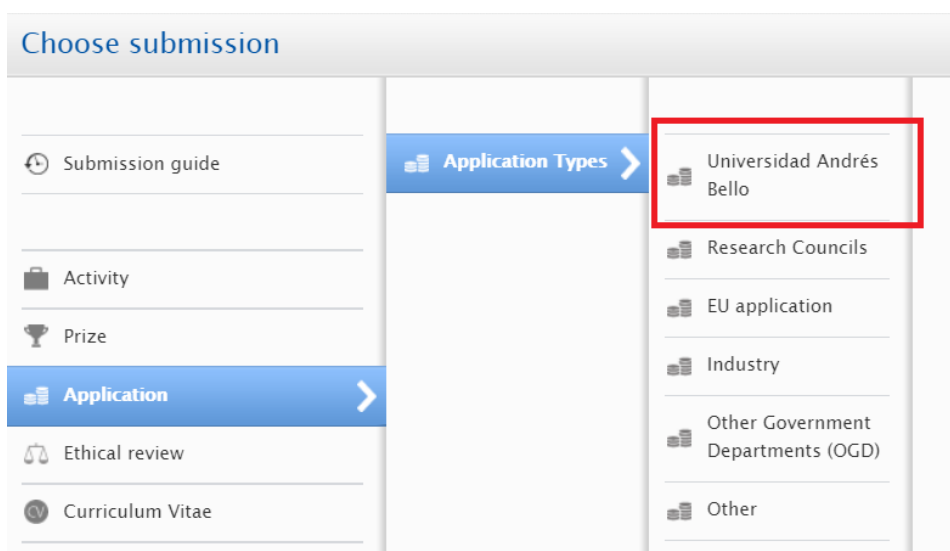 Choose submission
Submission guide
Activity
Prize
Application
Ethical review
CV
Curriculum Vitae
Application Types
Universidad Andrés
Bello
Research Councils
EU application
Industry
Other Government
Departments (OGD)
Other